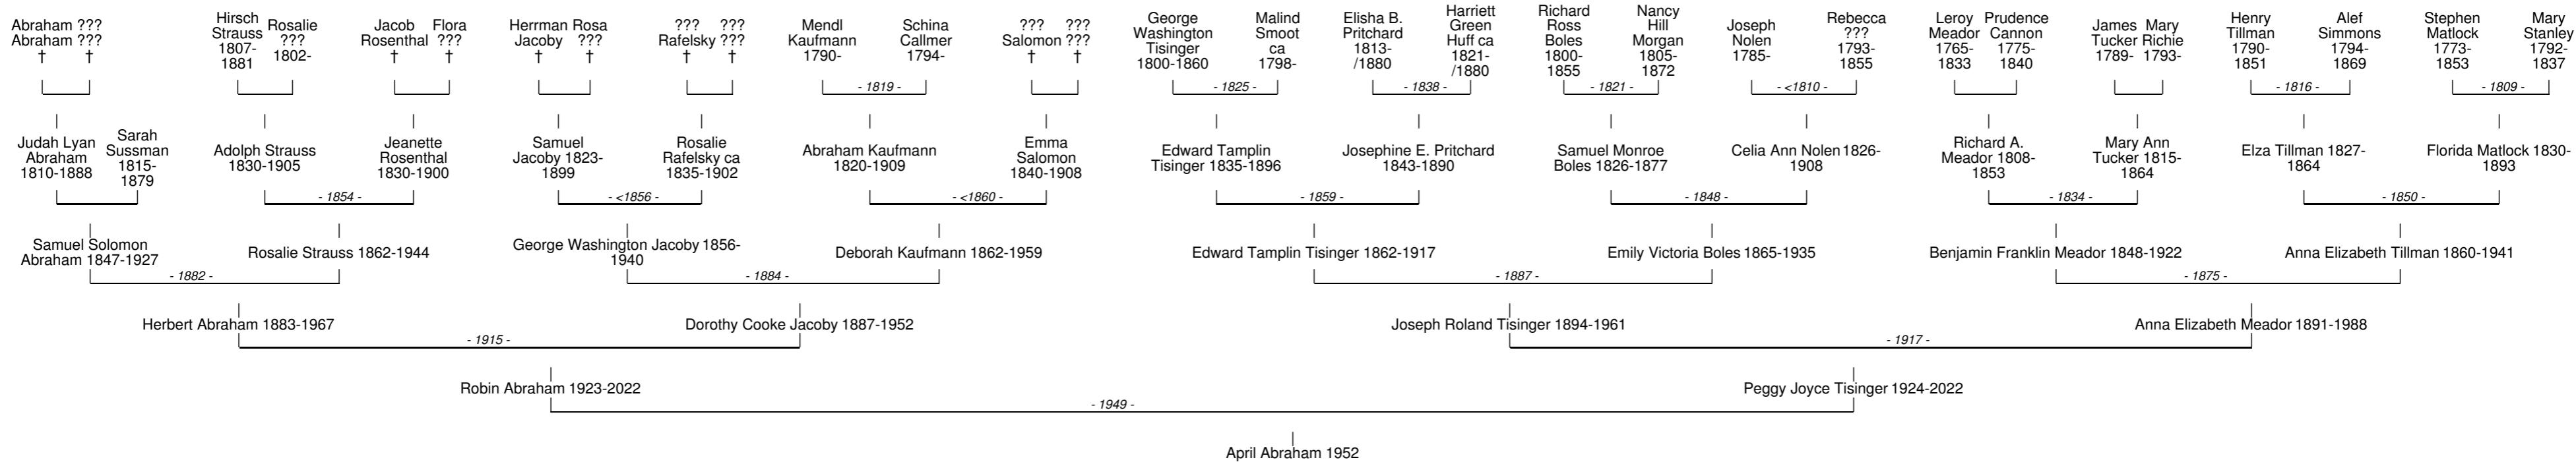 Abraham ???
Abraham ???
† †
Hirsch
Strauss
1807-
1881
Rosalie
???
1802-
Jacob
Rosenthal
†
Flora
???
†
Herrman
Jacoby
†
Rosa
???
†
???
Rafelsky
†
???
???
†
Mendl
Kaufmann
1790-
Schina
Callmer
1794-
???
Salomon
†
???
???
†
George
Washington
Tisinger
1800-1860
Malind
Smoot
ca
1798-
Elisha B.
Pritchard
1813-
/1880
Harriett
Green
Huff ca
1821-
/1880
Richard
Ross
Boles
1800-
1855
Nancy
Hill
Morgan
1805-
1872
Joseph
Nolen
1785-
Rebecca
???
1793-
1855
Leroy
Meador
1765-
1833
Prudence
Cannon
1775-
1840
James
Tucker
1789-
Mary
Richie
1793-
Henry
Tillman
1790-
1851
Alef
Simmons
1794-
1869
Stephen
Matlock
1773-
1853
Mary
Stanley
1792-
1837
- 1819 -
- 1825 -
- 1838 -
- 1821 -
- <1810 -
- 1816 -
- 1809 -
Judah Lyan
Abraham
1810-1888
Sarah
Sussman
1815-
1879
Adolph Strauss
1830-1905
Jeanette
Rosenthal
1830-1900
Samuel
Jacoby 1823-
1899
Rosalie
Rafelsky ca
1835-1902
Abraham Kaufmann
1820-1909
Emma
Salomon
1840-1908
Edward Tamplin
Tisinger 1835-1896
Josephine E. Pritchard
1843-1890
Samuel Monroe
Boles 1826-1877
Celia Ann Nolen 1826-
1908
Richard A.
Meador 1808-
1853
Mary Ann
Tucker 1815-
1864
Elza Tillman 1827-
1864
Florida Matlock 1830-
1893
- 1854 -
- <1856 -
- <1860 -
- 1859 -
- 1848 -
- 1834 -
- 1850 -
Samuel Solomon
Abraham 1847-1927
Rosalie Strauss 1862-1944
George Washington Jacoby 1856-
1940
Deborah Kaufmann 1862-1959
Edward Tamplin Tisinger 1862-1917
Emily Victoria Boles 1865-1935
Benjamin Franklin Meador 1848-1922
Anna Elizabeth Tillman 1860-1941
- 1882 -
- 1884 -
- 1887 -
- 1875 -
Herbert Abraham 1883-1967
Dorothy Cooke Jacoby 1887-1952
Joseph Roland Tisinger 1894-1961
Anna Elizabeth Meador 1891-1988
- 1915 -
- 1917 -
Robin Abraham 1923-2022
Peggy Joyce Tisinger 1924-2022
- 1949 -
April Abraham 1952